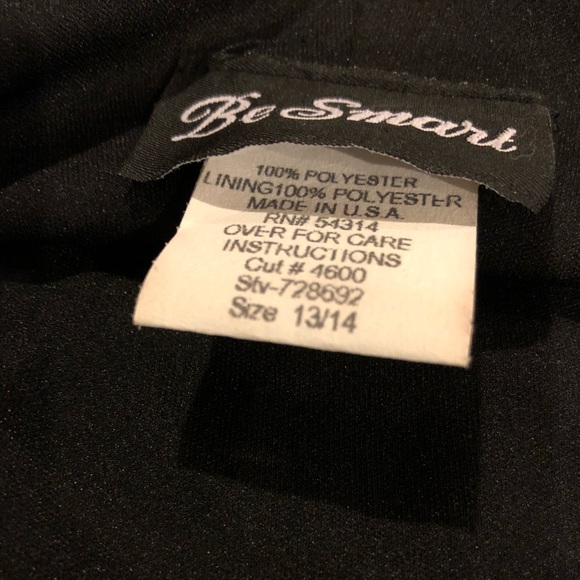 Be Smart
100% POLYESTER
LINING100% POLYESTER
MADE IN U.S.A.
RN# 54314
OVER FOR CARE
INSTRUCTIONS
Cut # 4600
Stv-728692
Size 13/14